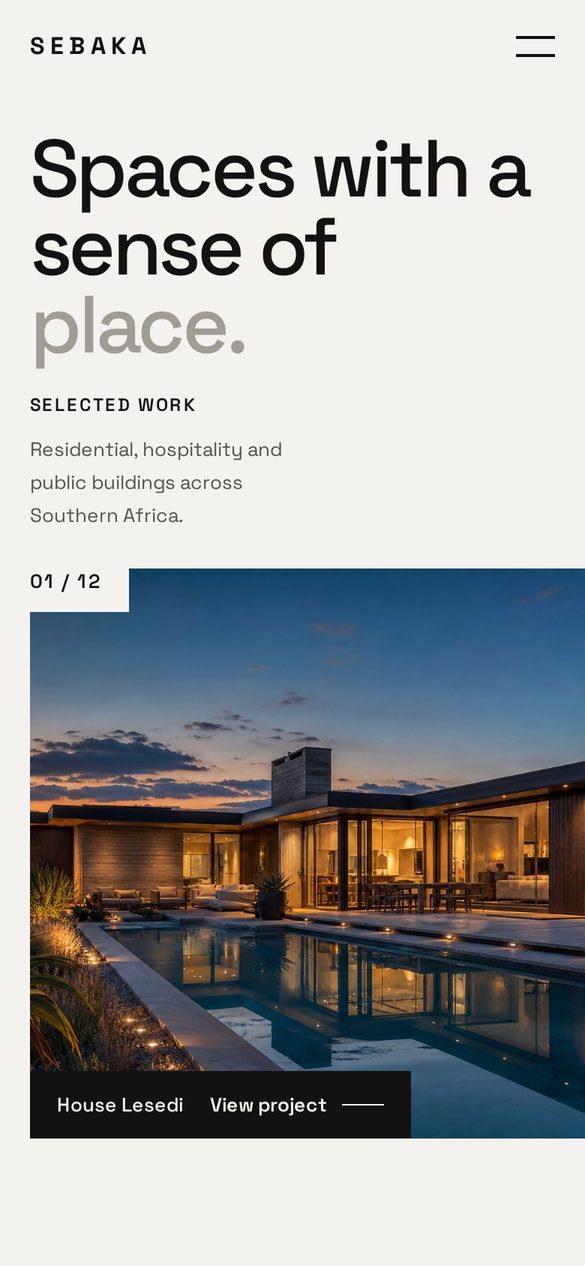 SEBAKA
Spaces with a
sense of
place.
SELECTED WORK
Residential, hospitality and
public buildings across
Southern Africa.
01 / 12
House Lesedi View project